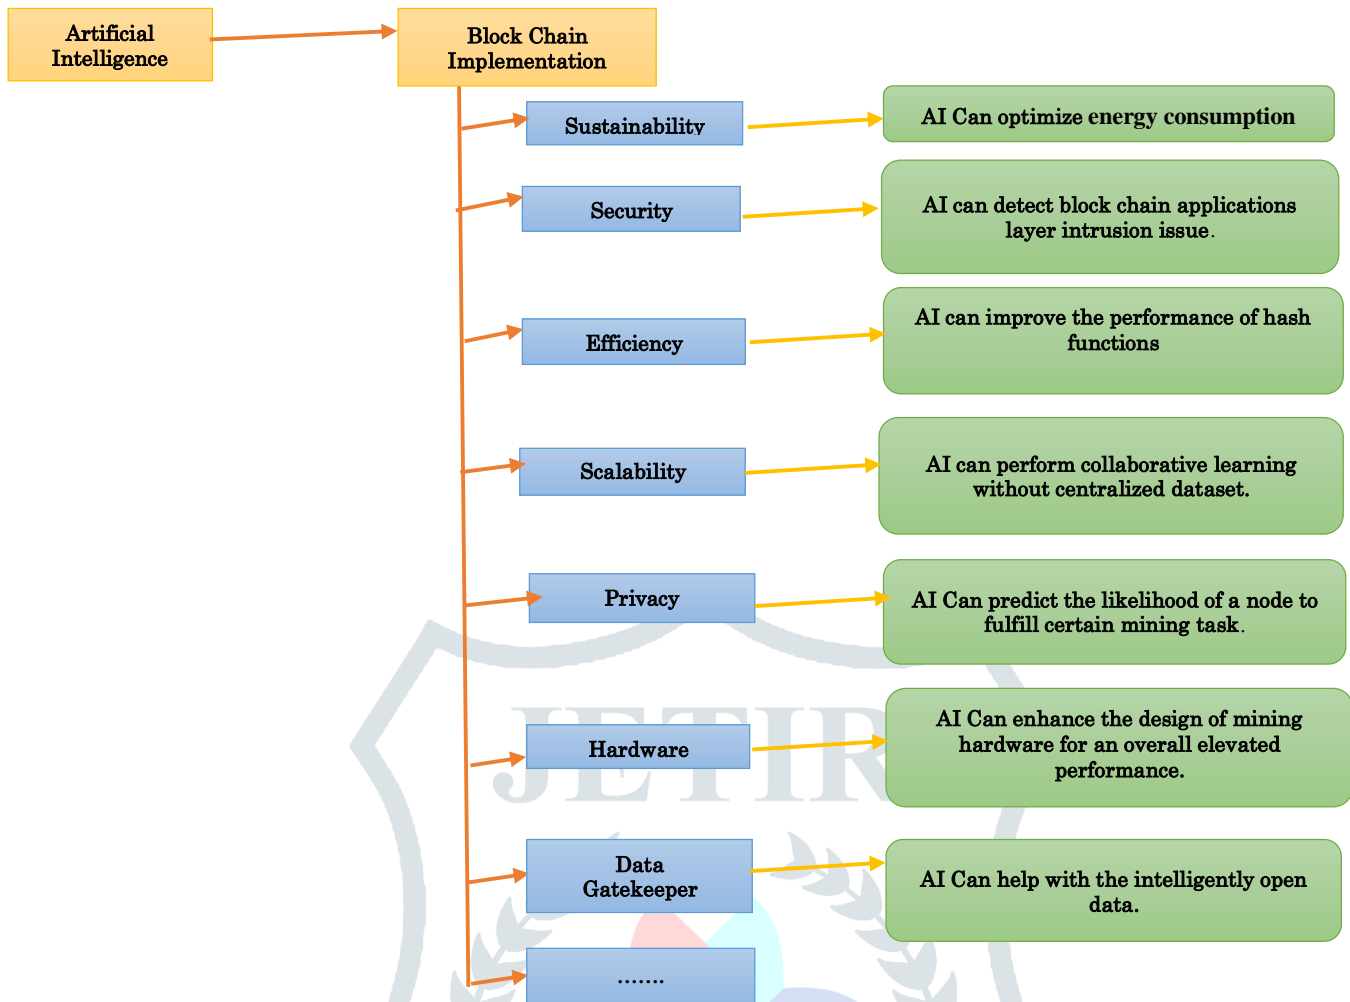 Artificial
Intelligence
Block Chain
Implementation
Sustainability
AI Can optimize energy consumption
Security
AI can detect block chain applications
layer intrusion issue.
Efficiency
AI can improve the performance of hash
functions
Scalability
AI can perform collaborative learning
without centralized dataset.
Privacy
AI Can predict the likelihood of a node to
fulfill certain mining task.
Hardware
AI Can enhance the design of mining
hardware for an overall elevated
performance.
JETIR
Data
Gatekeeper
AI Can help with the intelligently open
data.
.......